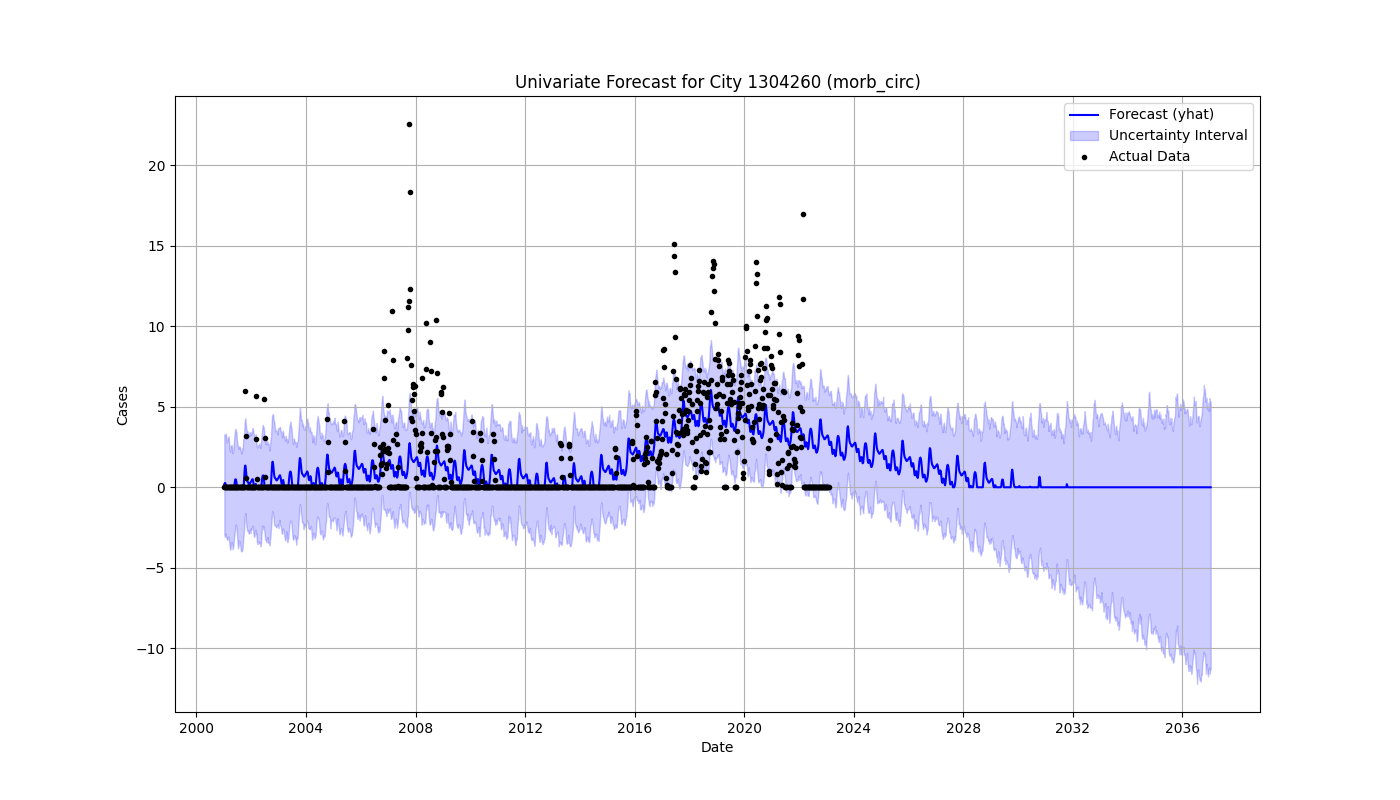 Univariate Forecast for City 1304260 (morb_circ)
Forecast (yhat)
Uncertainty Interval
Actual Data
Cases
20
15
10
5
0
−5
−10
2000 2004 2008 2012 2016 2020 2024 2028 2032 2036
Date